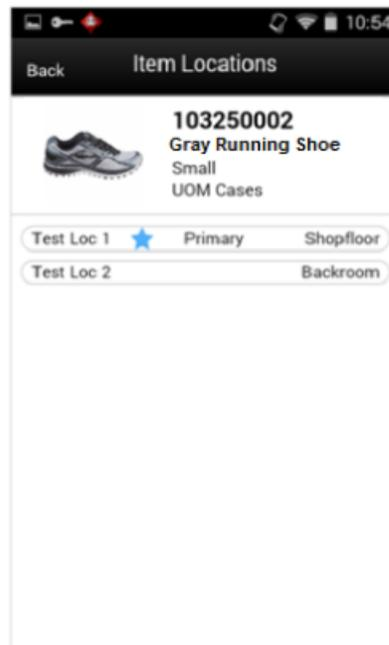 10:54
Back Item Locations
103250002
Gray Running Shoe
Small
UOM Cases
Test Loc 1 Primary Shopfloor
Test Loc 2 Backroom